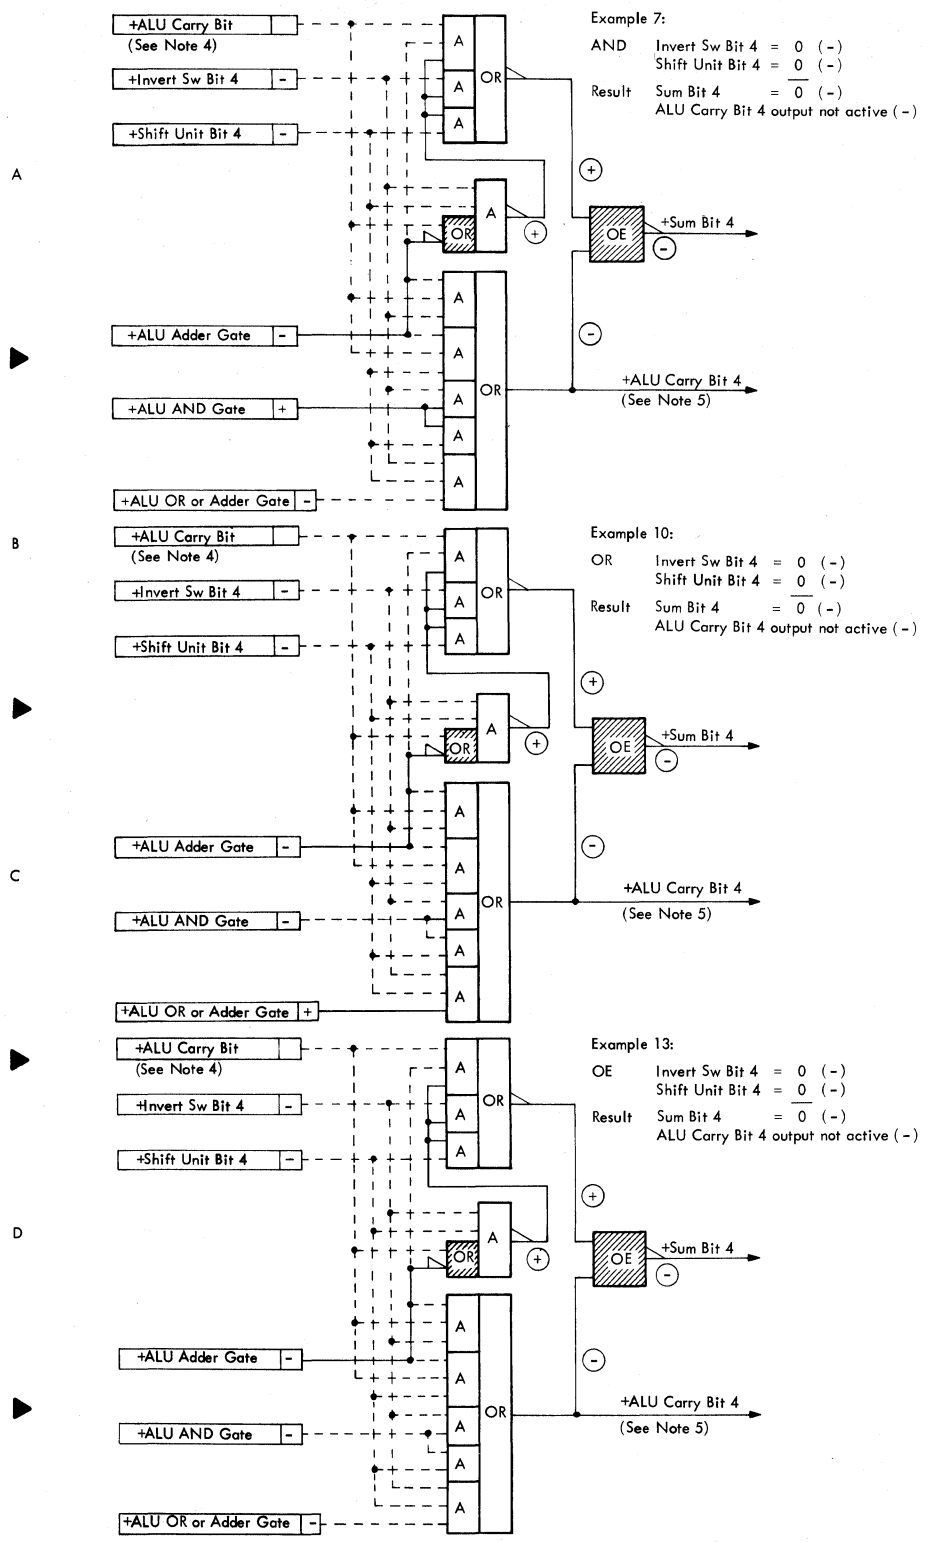 +ALU Carry Bit
(See Note 4)
+Invert Sw Bit 4 -
+Shift Unit Bit 4 -
A
A
A
OR
Example 7:
AND Invert Sw Bit 4 = 0 (-)
Shift Unit Bit 4 = 0 (-)
Result Sum Bit 4 = 0 (-)
ALU Carry Bit 4 output not active (-)
A
+
A
OR
+
OE
+Sum Bit 4
-
A
A
A
A
A
OR
+ALU Adder Gate -
-
+ALU AND Gate +
+ALU Carry Bit 4
(See Note 5)
+ALU OR or Adder Gate -
B
+ALU Carry Bit
(See Note 4)
+Invert Sw Bit 4 -
+Shift Unit Bit 4 -
A
A
A
OR
Example 10:
OR Invert Sw Bit 4 = 0 (-)
Shift Unit Bit 4 = 0 (-)
Result Sum Bit 4 = 0 (-)
ALU Carry Bit 4 output not active (-)
+
A
OR
+
OE
+Sum Bit 4
-
A
A
A
A
A
OR
+ALU Adder Gate -
-
C
+ALU AND Gate -
+ALU Carry Bit 4
(See Note 5)
+ALU OR or Adder Gate +
+ALU Carry Bit
(See Note 4)
+Invert Sw Bit 4 -
+Shift Unit Bit 4 -
A
A
A
OR
Example 13:
OE Invert Sw Bit 4 = 0 (-)
Shift Unit Bit 4 = 0 (-)
Result Sum Bit 4 = 0 (-)
ALU Carry Bit 4 output not active (-)
+
D
A
OR
+
OE
+Sum Bit 4
-
A
A
A
A
A
OR
+ALU Adder Gate -
-
+ALU AND Gate -
+ALU Carry Bit 4
(See Note 5)
+ALU OR or Adder Gate -